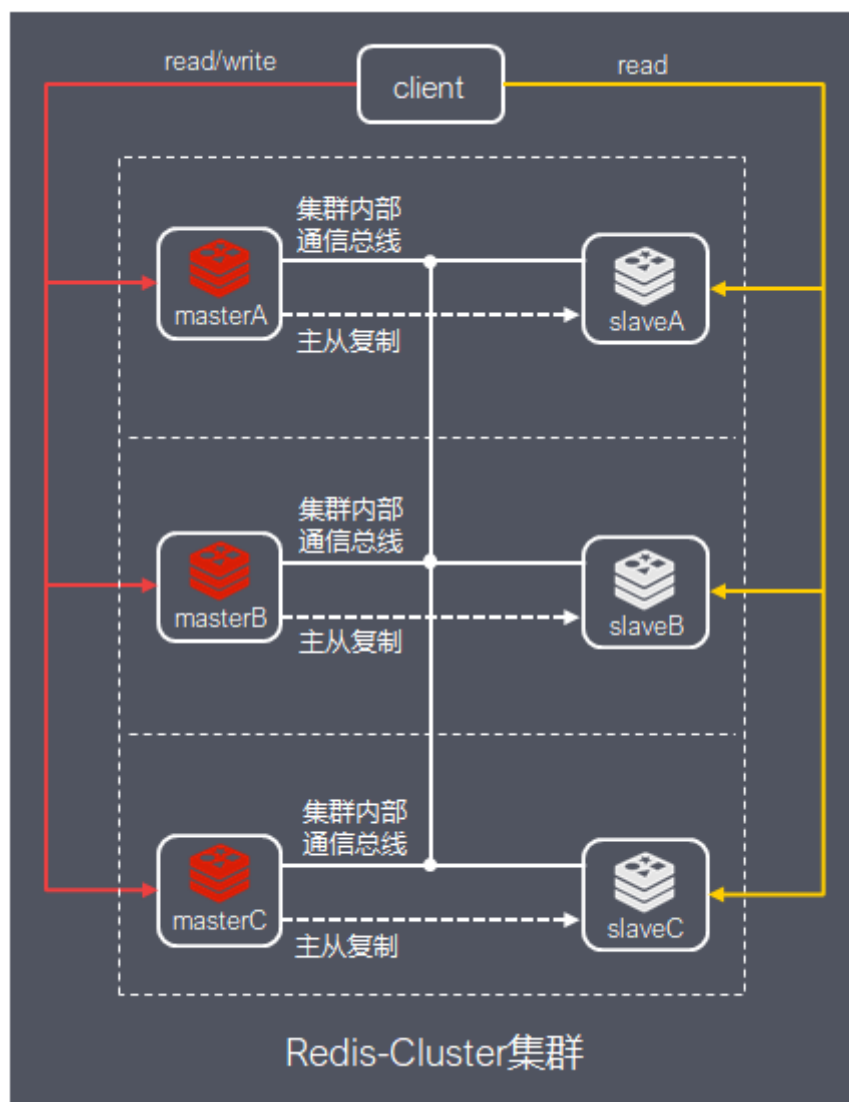 read/write
client
read
集群内部
通信总线
masterA
slaveA
主从复制
集群内部
通信总线
masterB
slaveB
主从复制
集群内部
通信总线
masterC
slaveC
主从复制
Redis-Cluster集群